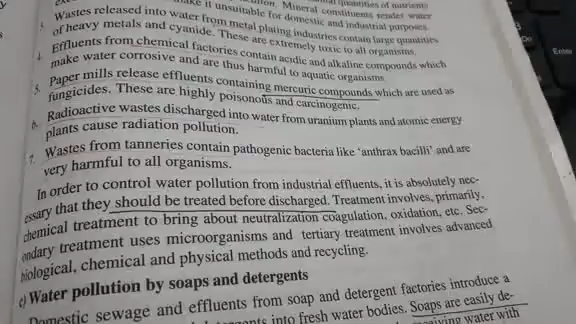 quantities of nutrients
make it unsuitable for domestic and industrial purposes.
Mineral constituents render water
3. Wastes released into water from metal plating industries contain large quantities
of heavy metals and cyanide. These are extremely toxic to all organisms.
4. Effluents from chemical factories contain acidic and alkaline compounds which
make water corrosive and are thus harmful to aquatic organisms
5. Paper mills release effluents containing mercuric compounds which are used as
fungicides. These are highly poisonous and carcinogenic.
6. Radioactive wastes discharged into water from uranium plants and atomic energy
plants cause radiation pollution.
7. Wastes from tanneries contain pathogenic bacteria like 'anthrax bacilli' and are
very harmful to all organisms.
In order to control water pollution from industrial effluents, it is absolutely nec-
essary that they should be treated before discharged. Treatment involves, primarily,
chemical treatment to bring about neutralization coagulation, oxidation, etc. Sec-
ondary treatment uses microorganisms and tertiary treatment involves advanced
biological, chemical and physical methods and recycling.
c) Water pollution by soaps and detergents
Domestic sewage and effluents from soap and detergent factories introduce a
into fresh water bodies. Soaps are easily de-
water with
Enter